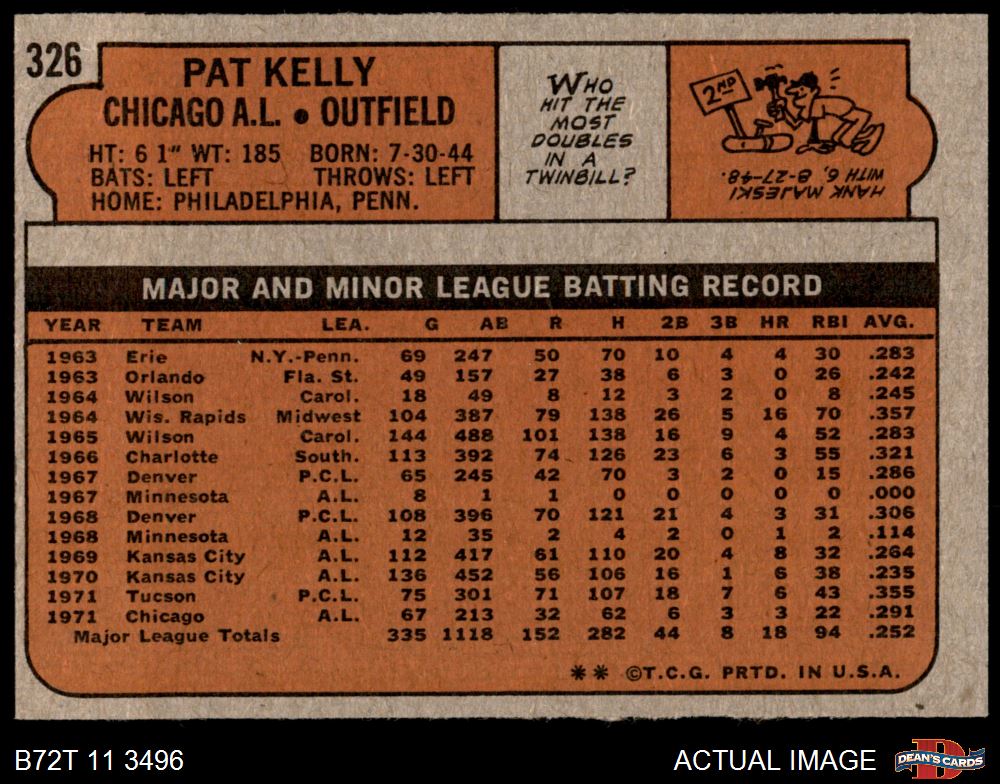 326
PAT KELLY
CHICAGO A.L. • OUTFIELD
HT: 6 1" WT: 185 BORN: 7-30-44
BATS: LEFT THROWS: LEFT
HOME: PHILADELPHIA, PENN.
WHO
HIT THE
MOST
DOUBLES
IN A
TWINBILL?
2ND
HANK MAJESKI
WITH 6, 8-27-48.
MAJOR AND MINOR LEAGUE BATTING RECORD
YEAR TEAM LEA. G AB R H 2B 3B HR RBI AVG.
1963 Erie N.Y.-Penn. 69 247 50 70 10 4 4 30 .283
1963 Orlando Fla. St. 49 157 27 38 6 3 0 26 .242
1964 Wilson Carol. 18 49 8 12 3 2 0 8 .245
1964 Wis. Rapids Midwest 104 387 79 138 26 5 16 70 .357
1965 Wilson Carol. 144 488 101 138 16 9 4 52 .283
1966 Charlotte South. 113 392 74 126 23 6 3 55 .321
1967 Denver P.C.L. 65 245 42 70 3 2 0 15 .286
1967 Minnesota A.L. 8 1 1 0 0 0 0 0 .000
1968 Denver P.C.L. 108 396 70 121 21 4 3 31 .306
1968 Minnesota A.L. 12 35 2 4 2 0 1 2 .114
1969 Kansas City A.L. 112 417 61 110 20 4 8 32 .264
1970 Kansas City A.L. 136 452 56 106 16 1 6 38 .235
1971 Tucson P.C.L. 75 301 71 107 18 7 6 43 .355
1971 Chicago A.L. 67 213 32 62 6 3 3 22 .291
Major League Totals 335 1118 152 282 44 8 18 94 .252
** ©T.C.G. PRTD. IN U.S.A.
B72T 11 3496
ACTUAL IMAGE
DEAN'S CARDS